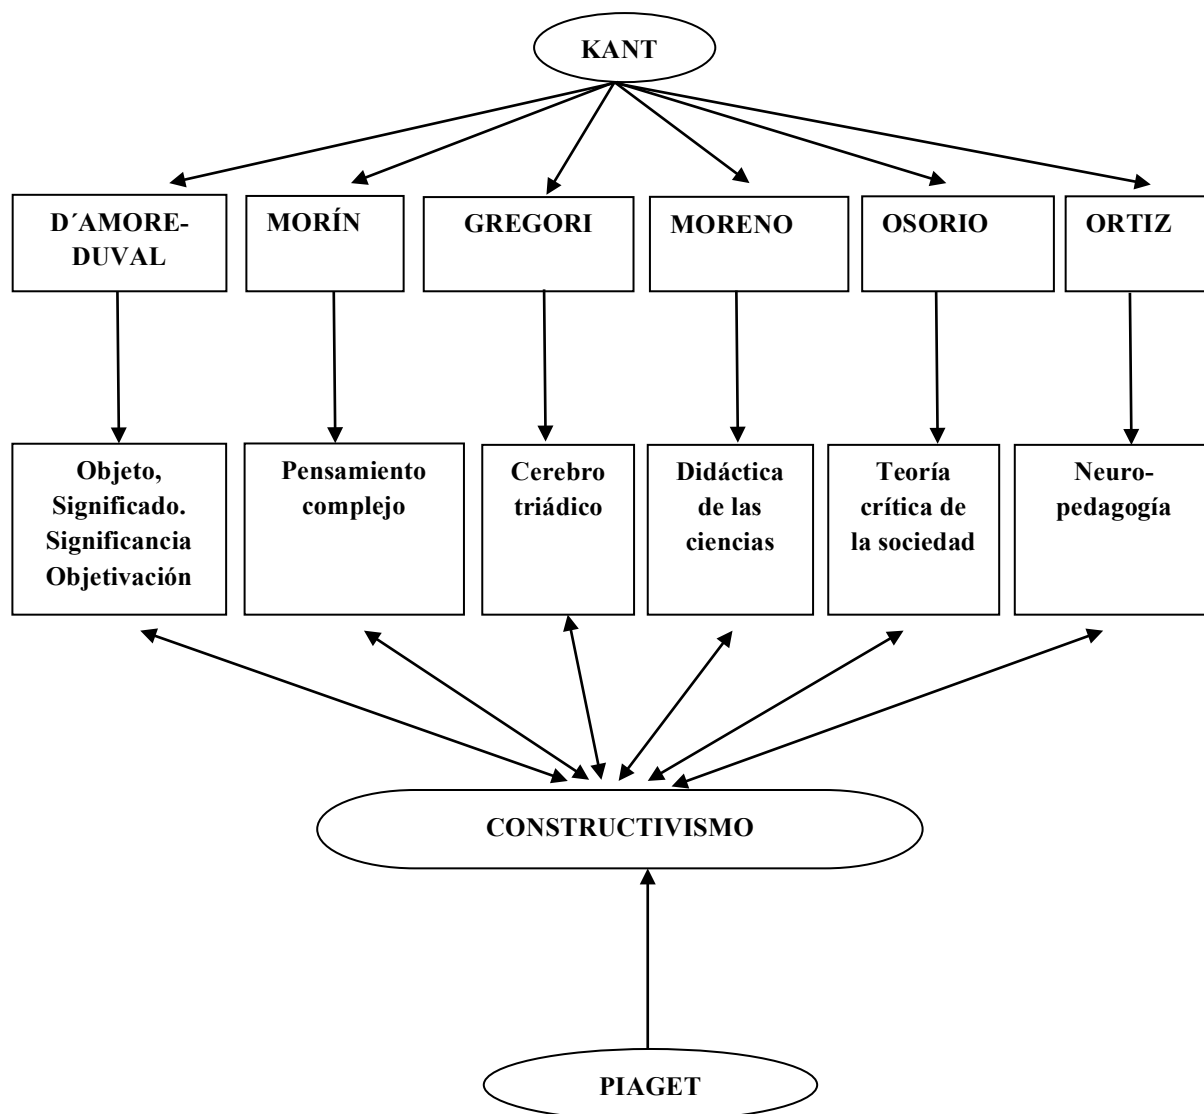 KANT
D´AMORE-
DUVAL
MORÍN
GREGORI
MORENO
OSORIO
ORTIZ
Objeto,
Significado.
Significancia
Objetivación
Pensamiento
complejo
Cerebro
triádico
Didáctica
de las
ciencias
Teoría
crítica de
la sociedad
Neuro-
pedagogía
CONSTRUCTIVISMO
PIAGET